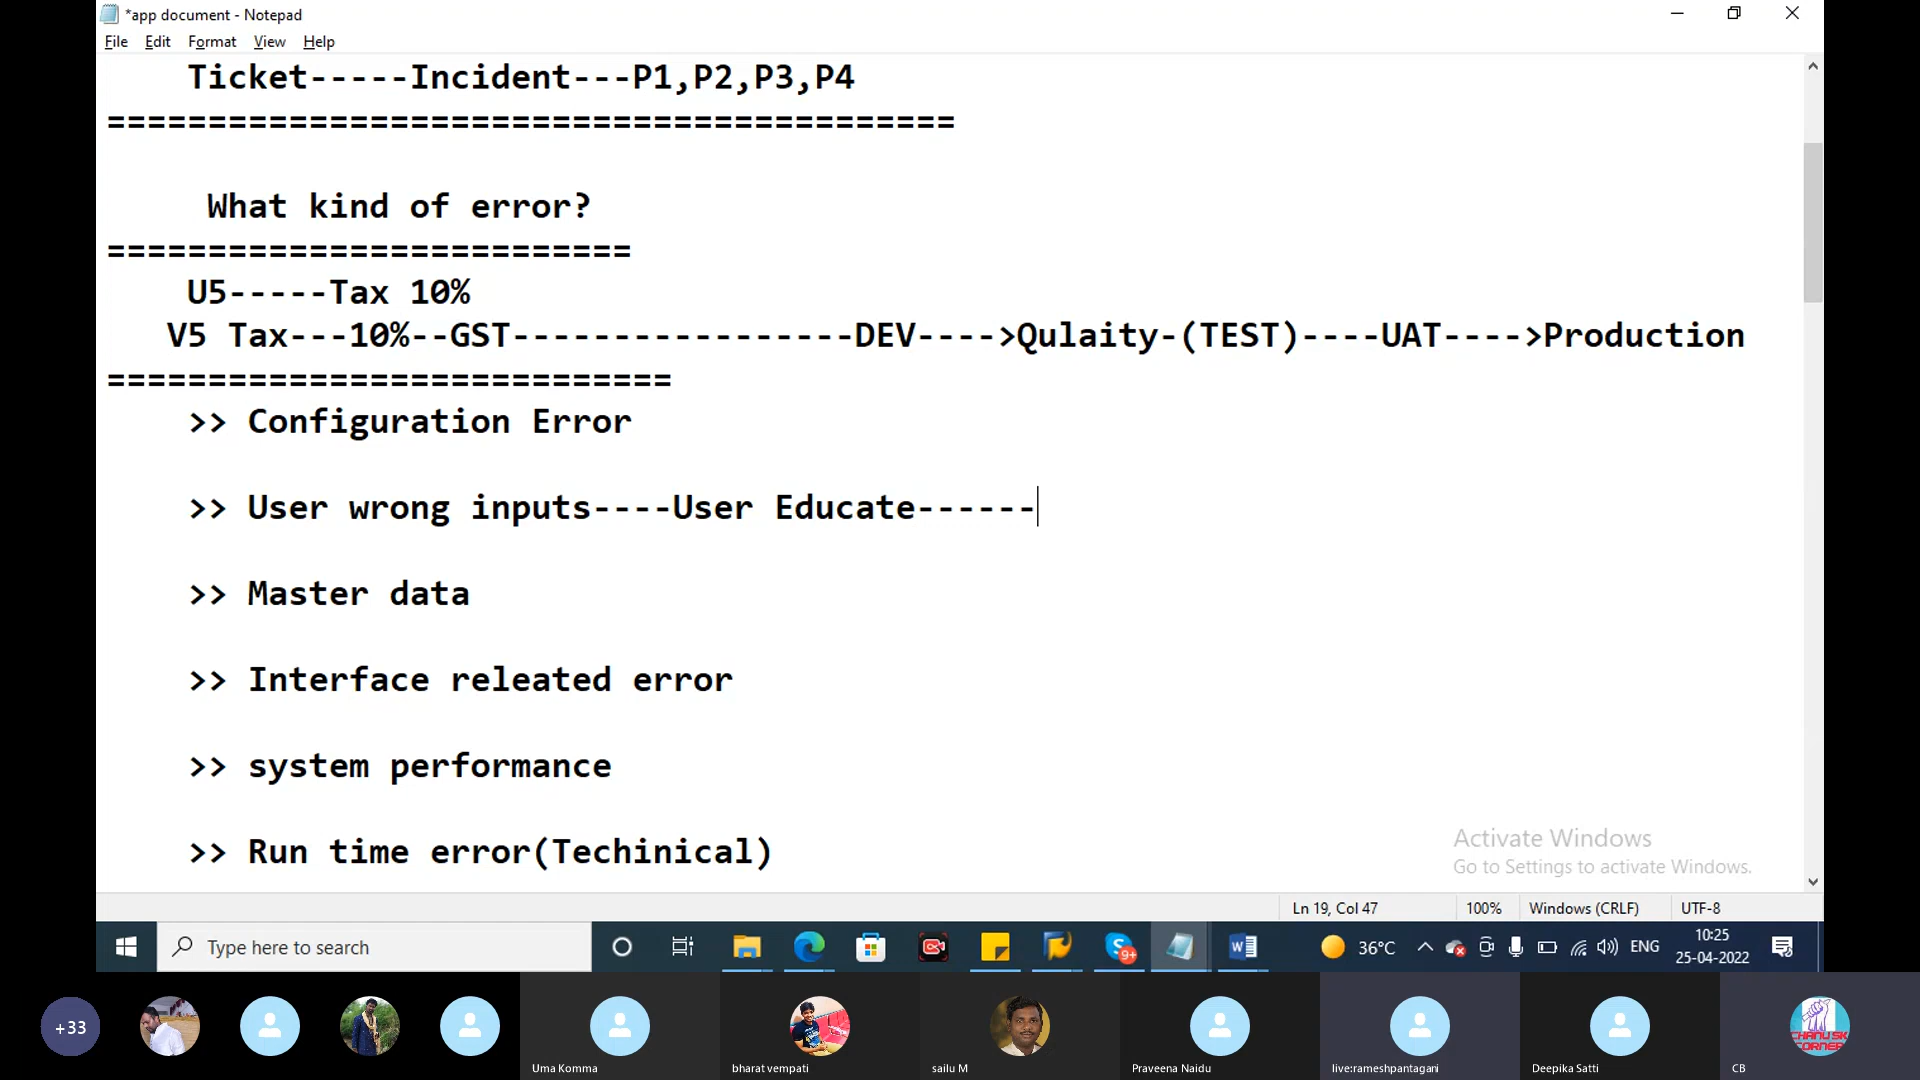 *app document - Notepad
File Edit Format View Help
Ticket-----Incident---P1,P2,P3,P4
==========================================
What kind of error?
==========================
U5-----Tax 10%
V5 Tax---10%--GST-----------------DEV---->Qulaity-(TEST)----UAT---->Production
============================
>> Configuration Error
>> User wrong inputs----User Educate------
>> Master data
>> Interface releated error
>> system performance
>> Run time error(Techinical)
Activate Windows
Go to Settings to activate Windows.
Ln 19, Col 47 100% Windows (CRLF) UTF-8
Type here to search
9+
36°C
ENG
10:25
25-04-2022
+33
Uma Komma
bharat vempati
sailu M
Praveena Naidu
live:rameshpantagani
Deepika Satti
CHANU SK
CORNER
CB